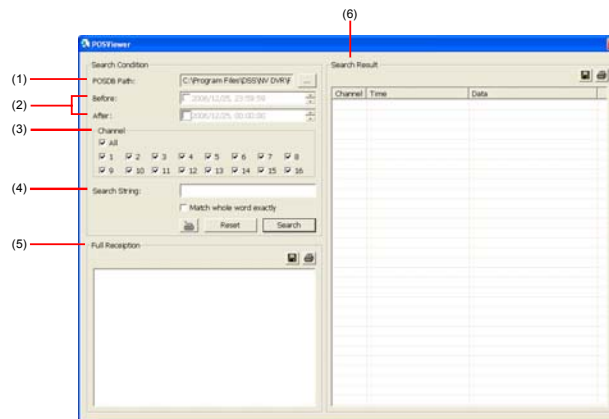 (6)
POSViewer
Search Condition
Search Result
(1)
POSDB Path:
C:\Program Files\DSS\NV DVR\F
...
(2)
Before:
2006/12/25, 23:59:59
After:
2006/12/25, 00:00:00
Channel
Time
Data
(3)
Channel
All
1 2 3 4 5 6 7 8
9 10 11 12 13 14 15 16
(4)
Search String:
Match whole word exactly
Reset
Search
(5)
Full Receiption